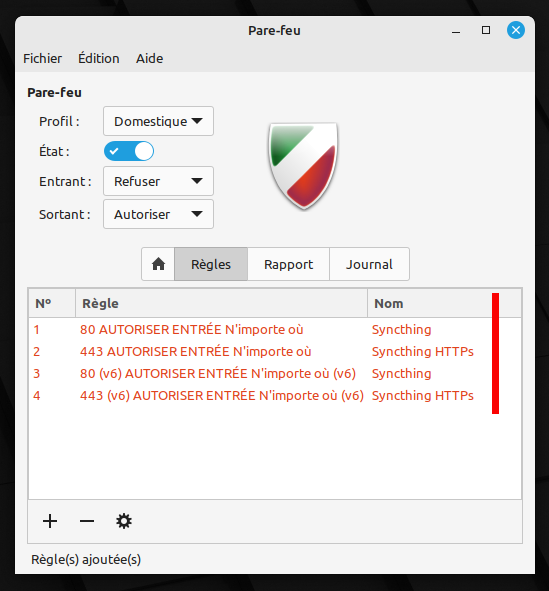 Pare-feu
Fichier Édition Aide
Pare-feu
Profil : Domestique
État :
Entrant : Refuser
Sortant : Autoriser
Règles Rapport Journal
Nº Règle Nom
1 80 AUTORISER ENTRÉE N'importe où Syncthing
2 443 AUTORISER ENTRÉE N'importe où Syncthing HTTPs
3 80 (v6) AUTORISER ENTRÉE N'importe où (v6) Syncthing
4 443 (v6) AUTORISER ENTRÉE N'importe où (v6) Syncthing HTTPs
Règle(s) ajoutée(s)